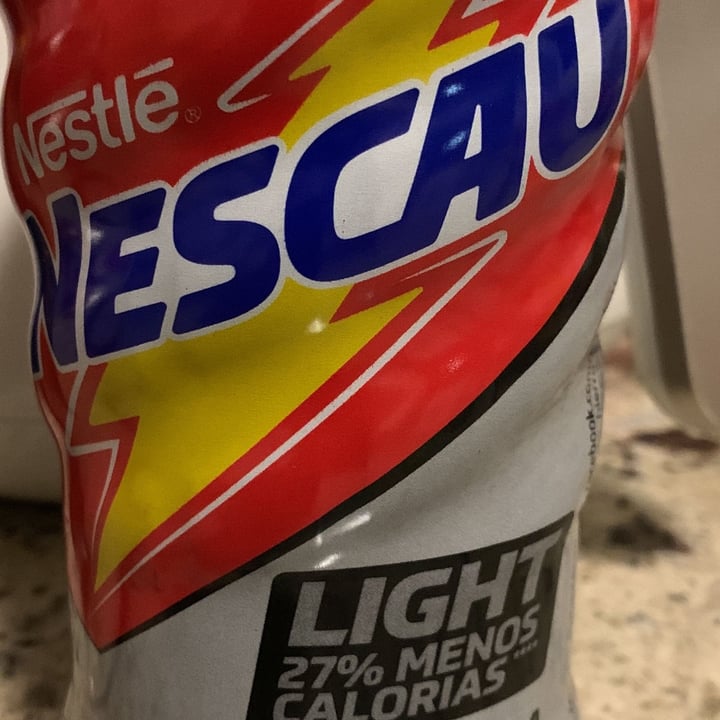 Nestlé®
NESCAU
LIGHT
27% MENOS
CALORIAS****